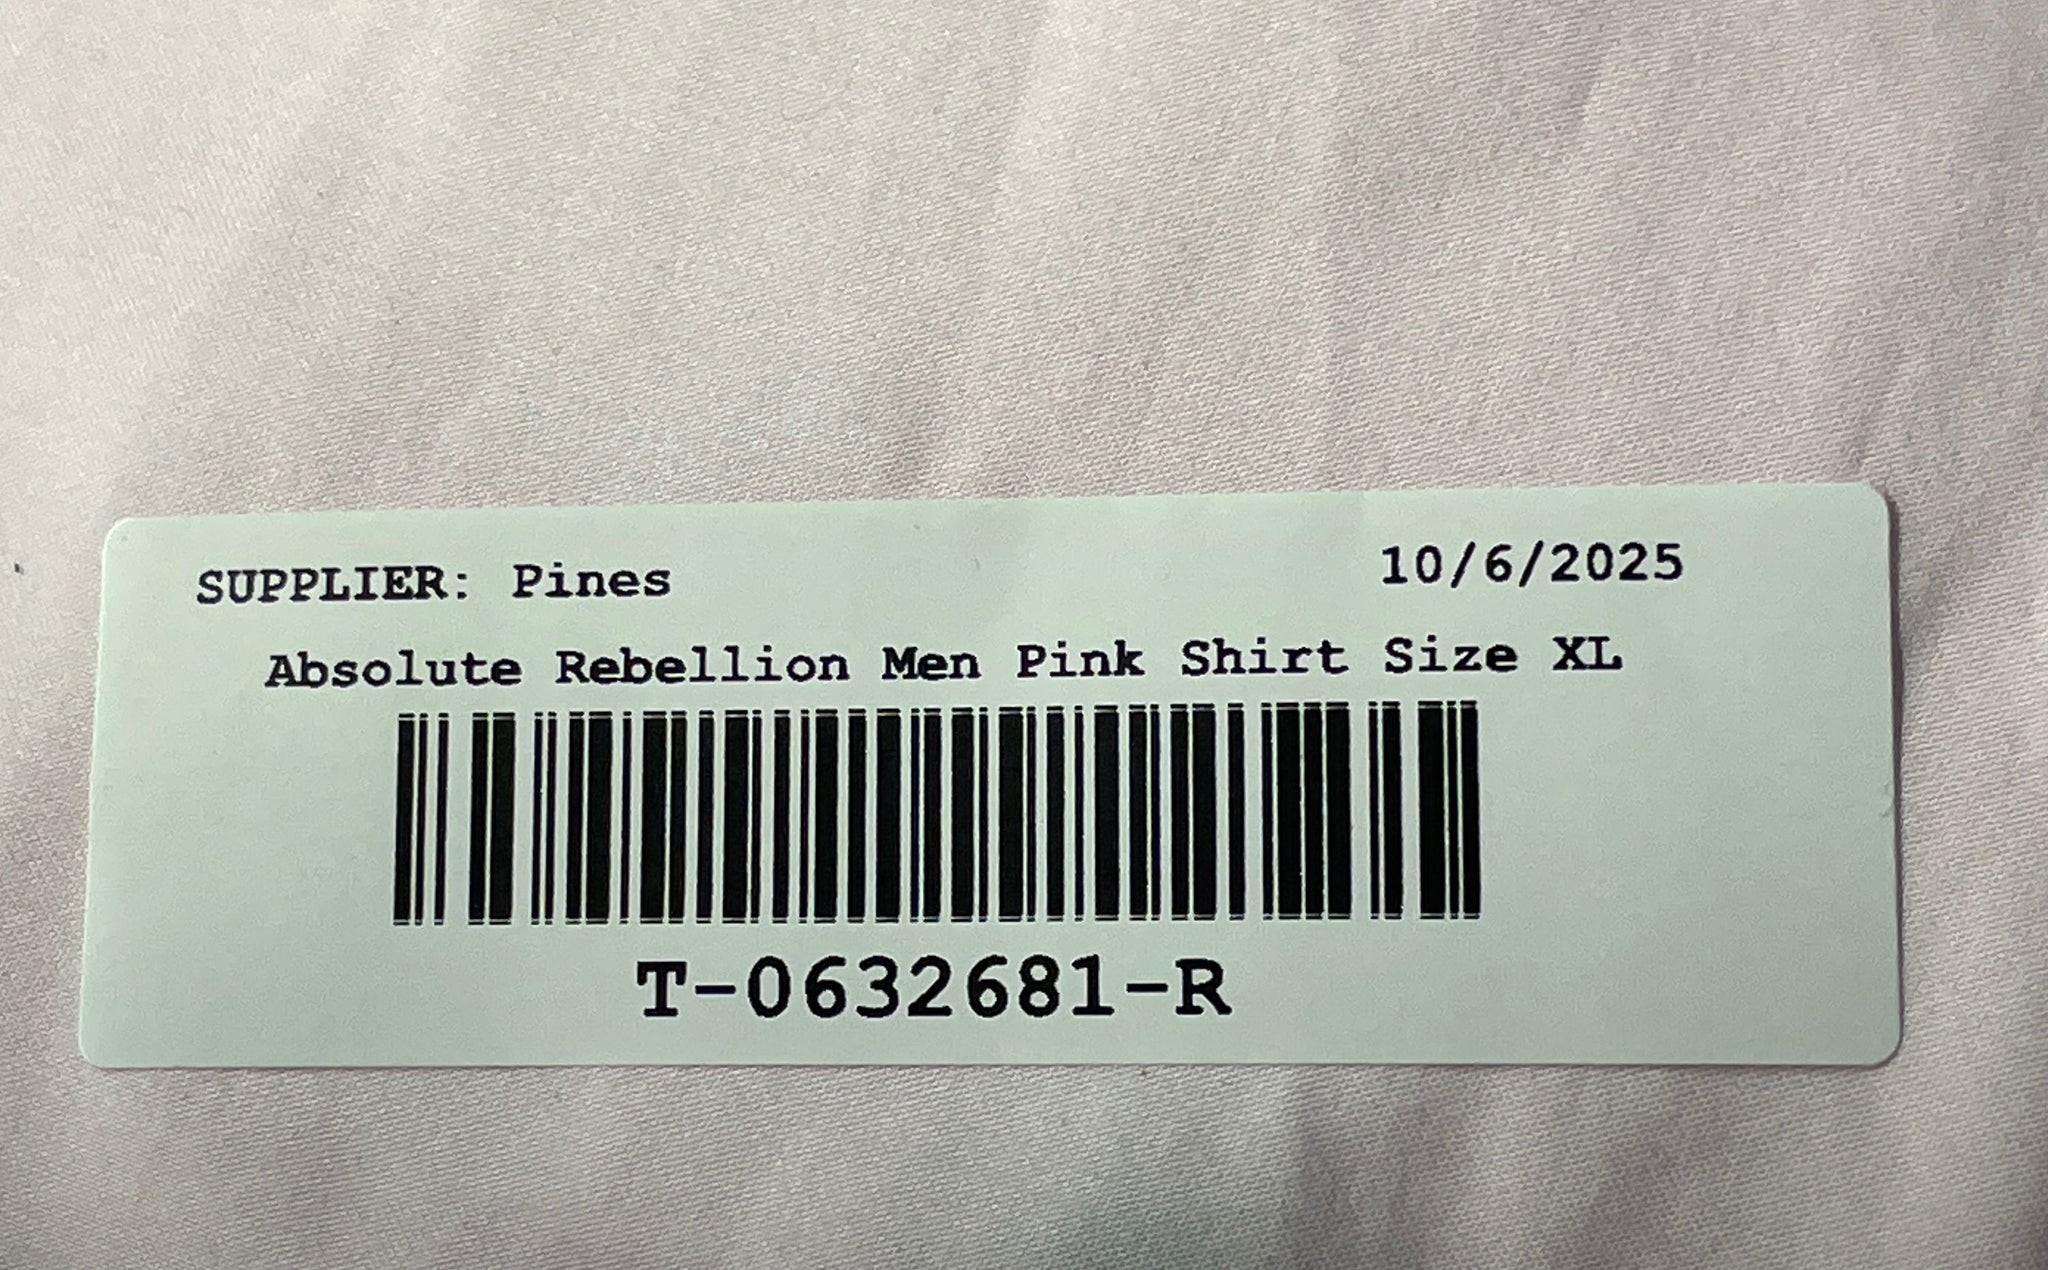 SUPPLIER: Pines 10/6/2025
Absolute Rebellion Men Pink Shirt Size XL
T-0632681-R